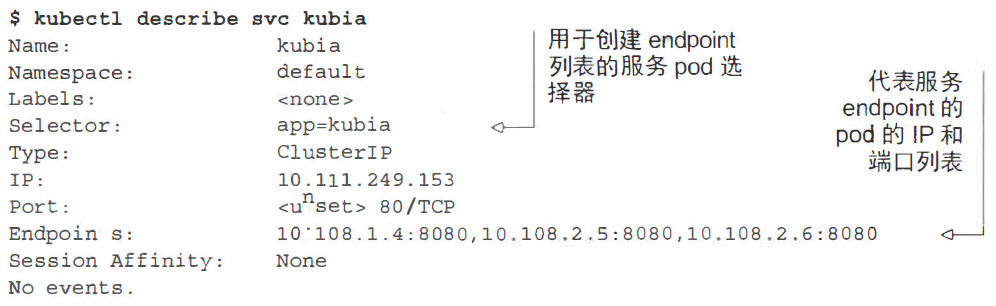 $ kubectl describe svc kubia
Name: kubia
Namespace: default
Labels: <none>
Selector: app=kubia
Type: ClusterIP
IP: 10.111.249.153
Port: <unset> 80/TCP
Endpoin s: 10.108.1.4:8080,10.108.2.5:8080,10.108.2.6:8080
Session Affinity: None
No events.
用于创建 endpoint
列表的服务 pod 选
择器
代表服务
endpoint 的
pod 的 IP 和
端口列表